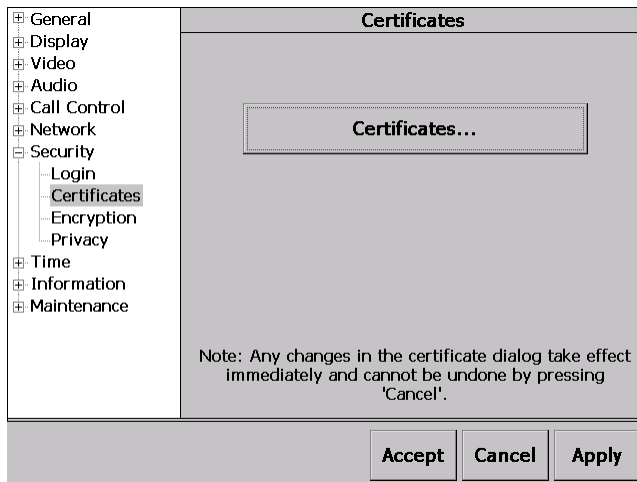 General
Display
Video
Audio
Call Control
Network
Security
Login
Certificates
Encryption
Privacy
Time
Information
Maintenance
Certificates
Certificates...
Note: Any changes in the certificate dialog take effect
immediately and cannot be undone by pressing
'Cancel'.
Accept Cancel Apply